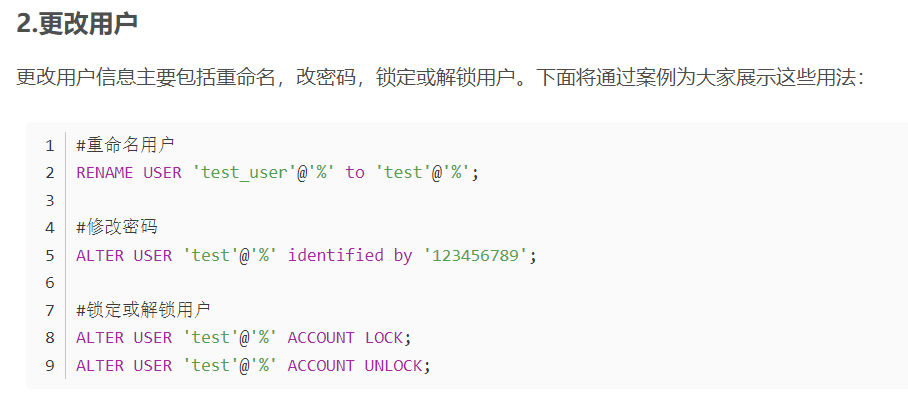 2.更改用户
更改用户信息主要包括重命名，改密码，锁定或解锁用户。下面将通过案例为大家展示这些用法：
1 #重命名用户
2 RENAME USER 'test_user'@'%' to 'test'@'%';
3
4 #修改密码
5 ALTER USER 'test'@'%' identified by '123456789';
6
7 #锁定或解锁用户
8 ALTER USER 'test'@'%' ACCOUNT LOCK;
9 ALTER USER 'test'@'%' ACCOUNT UNLOCK;